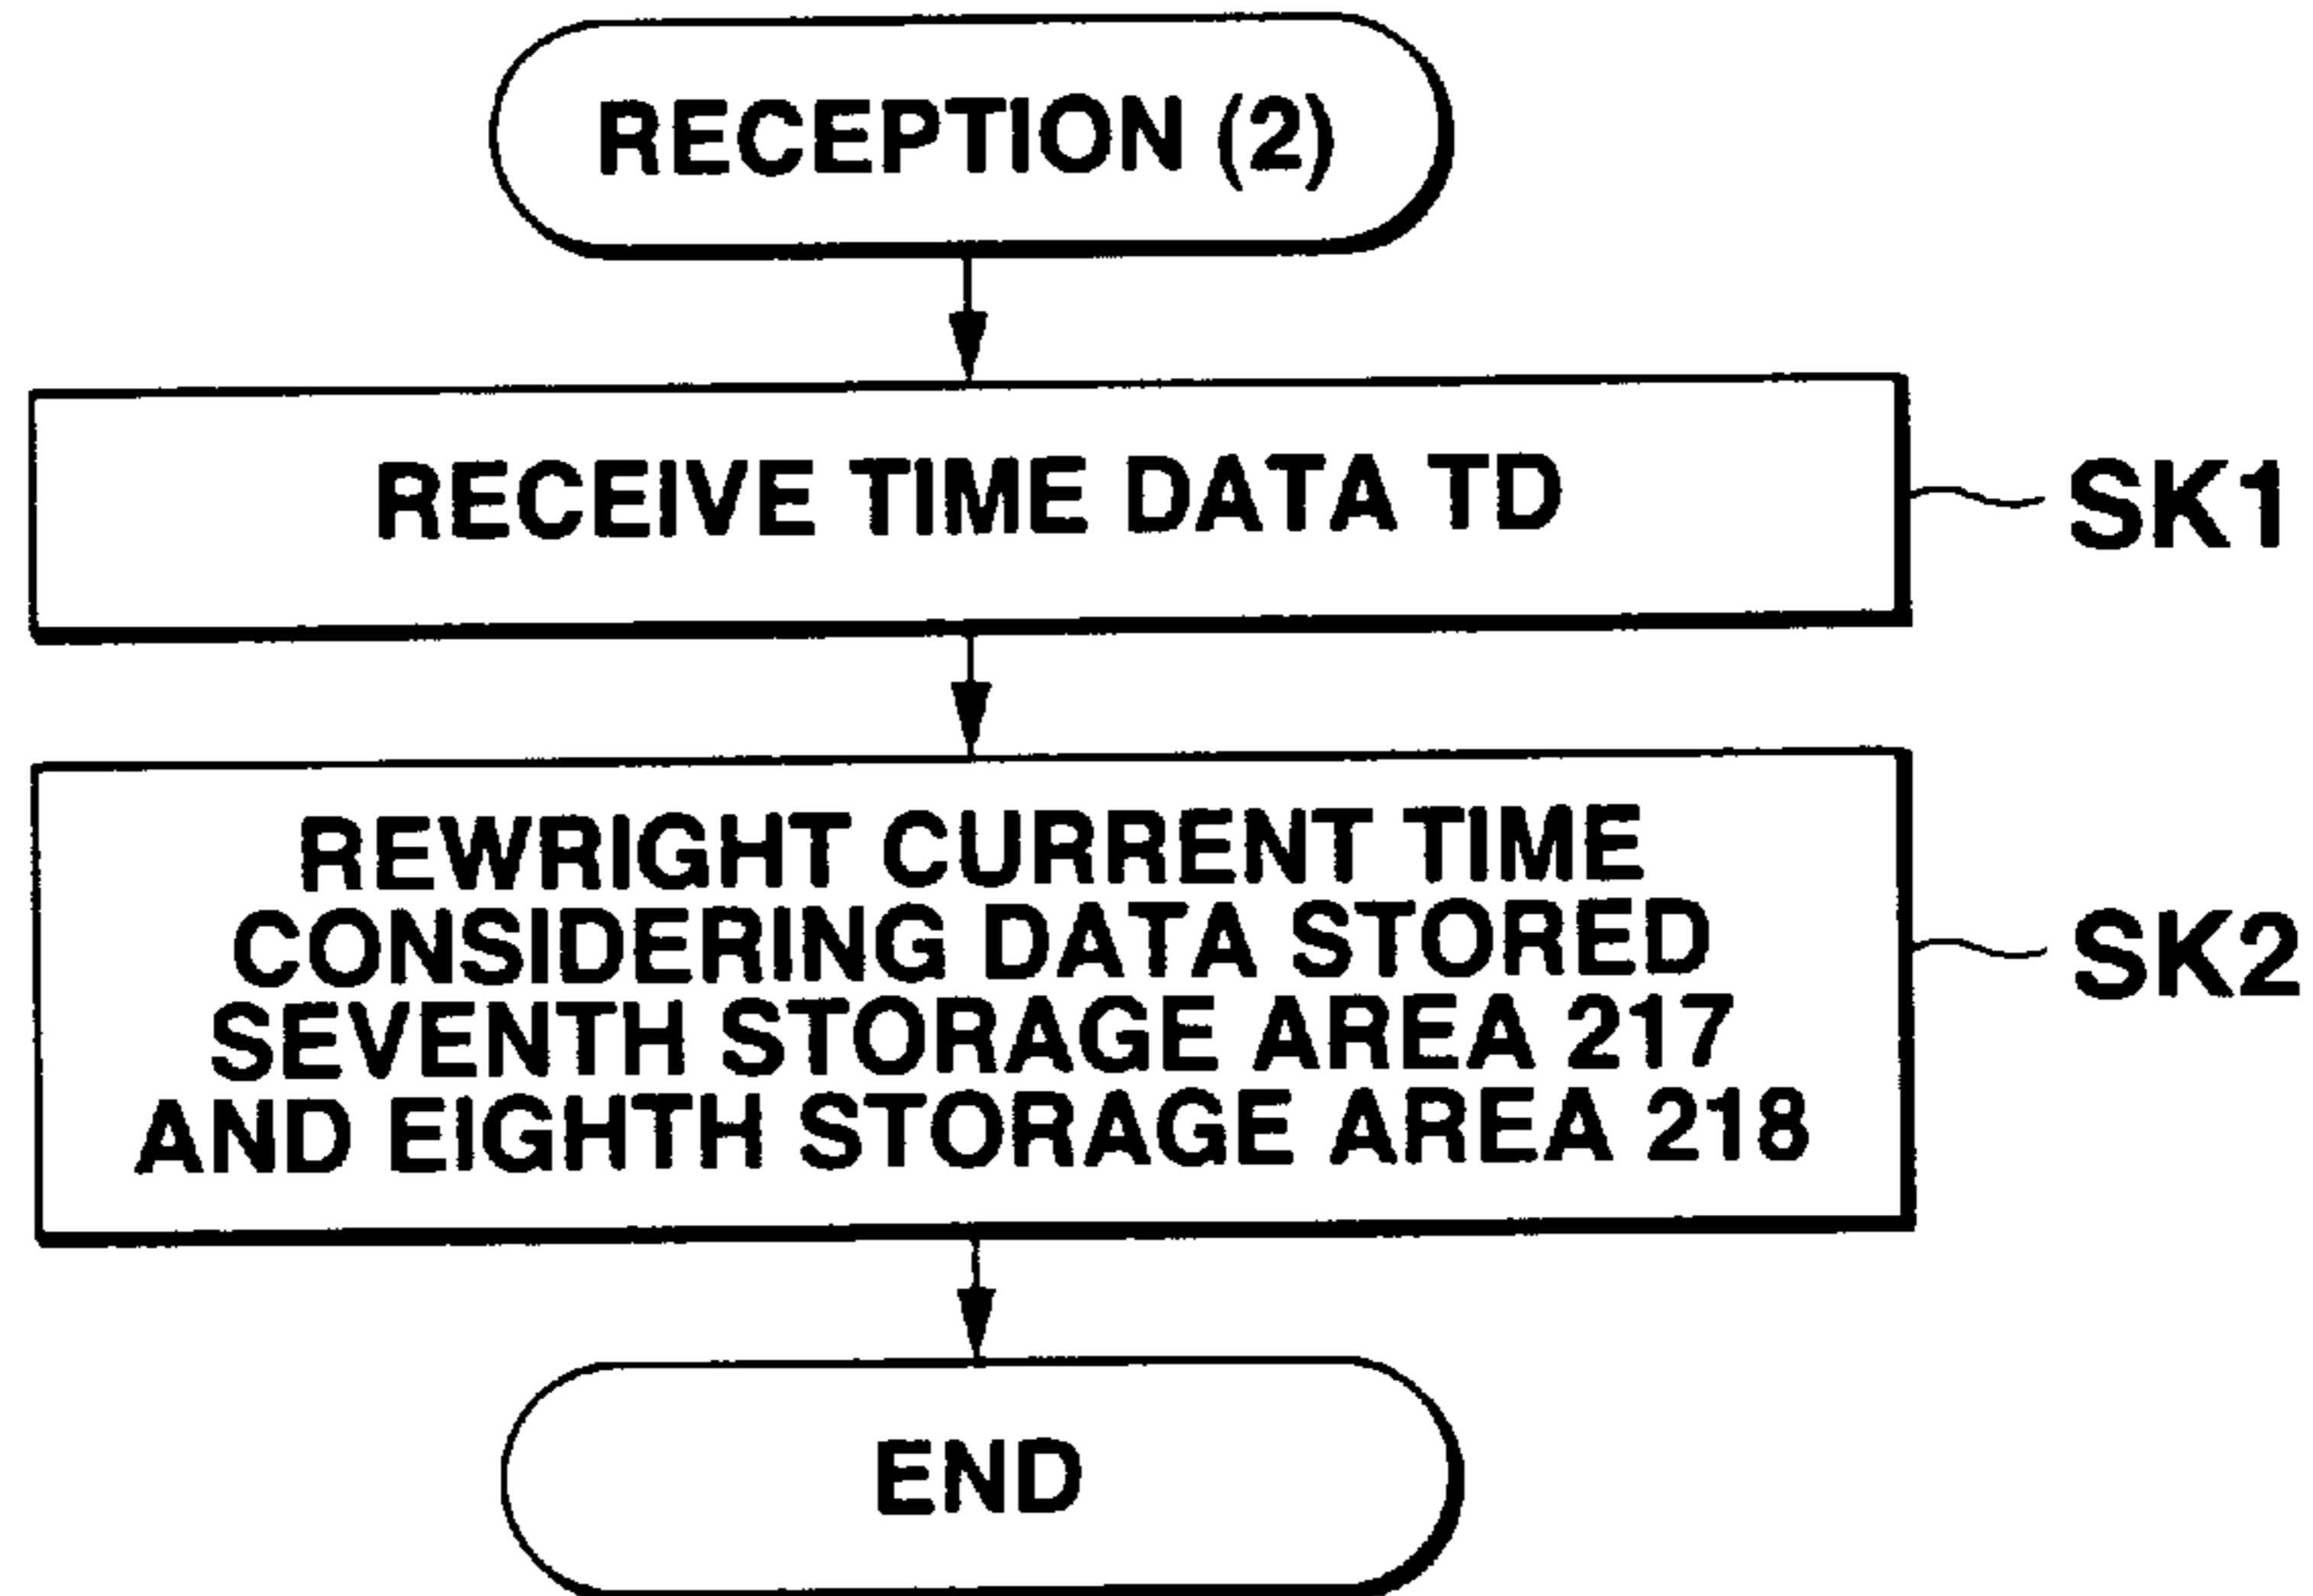 RECEPTION (2)
RECEIVE TIME DATA TD
SK1
REWRIGHT CURRENT TIME
CONSIDERING DATA STORED
SEVENTH STORAGE AREA 217
AND EIGHTH STORAGE AREA 218
SK2
END